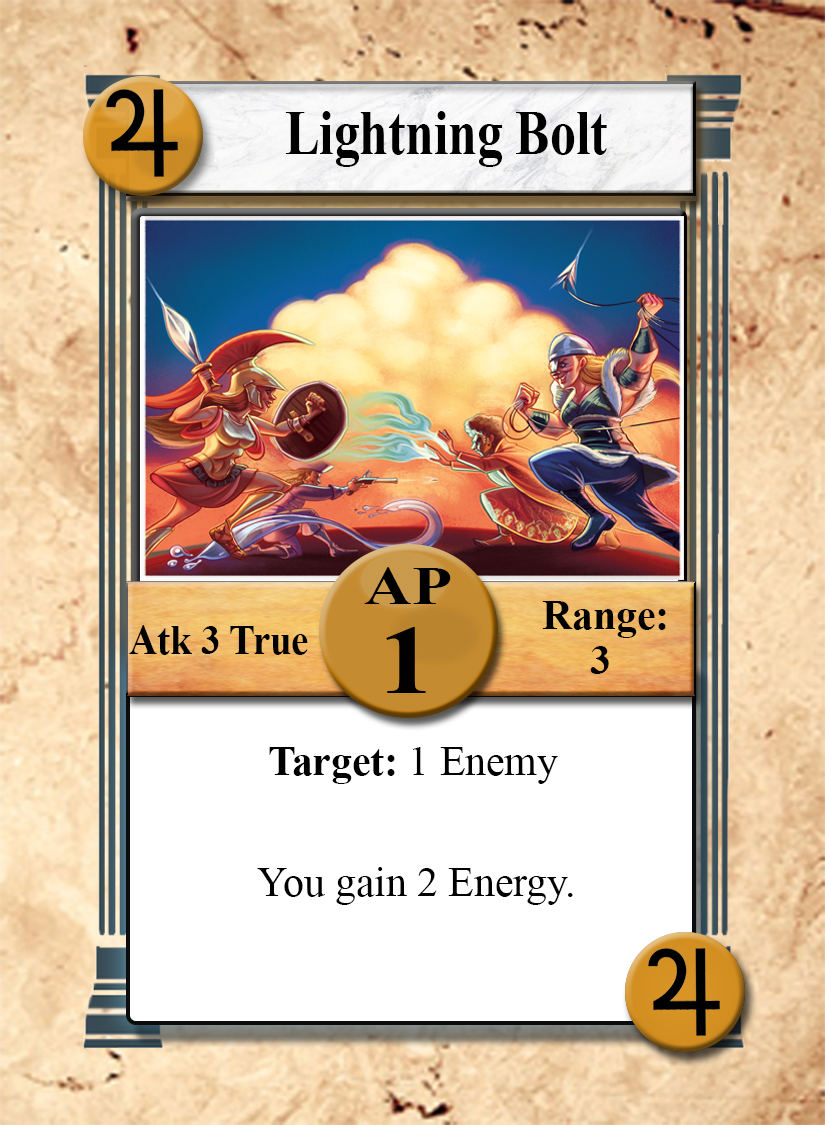 ♃
Lightning Bolt
Atk 3 True
AP
1
Range:
3
Target: 1 Enemy
You gain 2 Energy.
♃